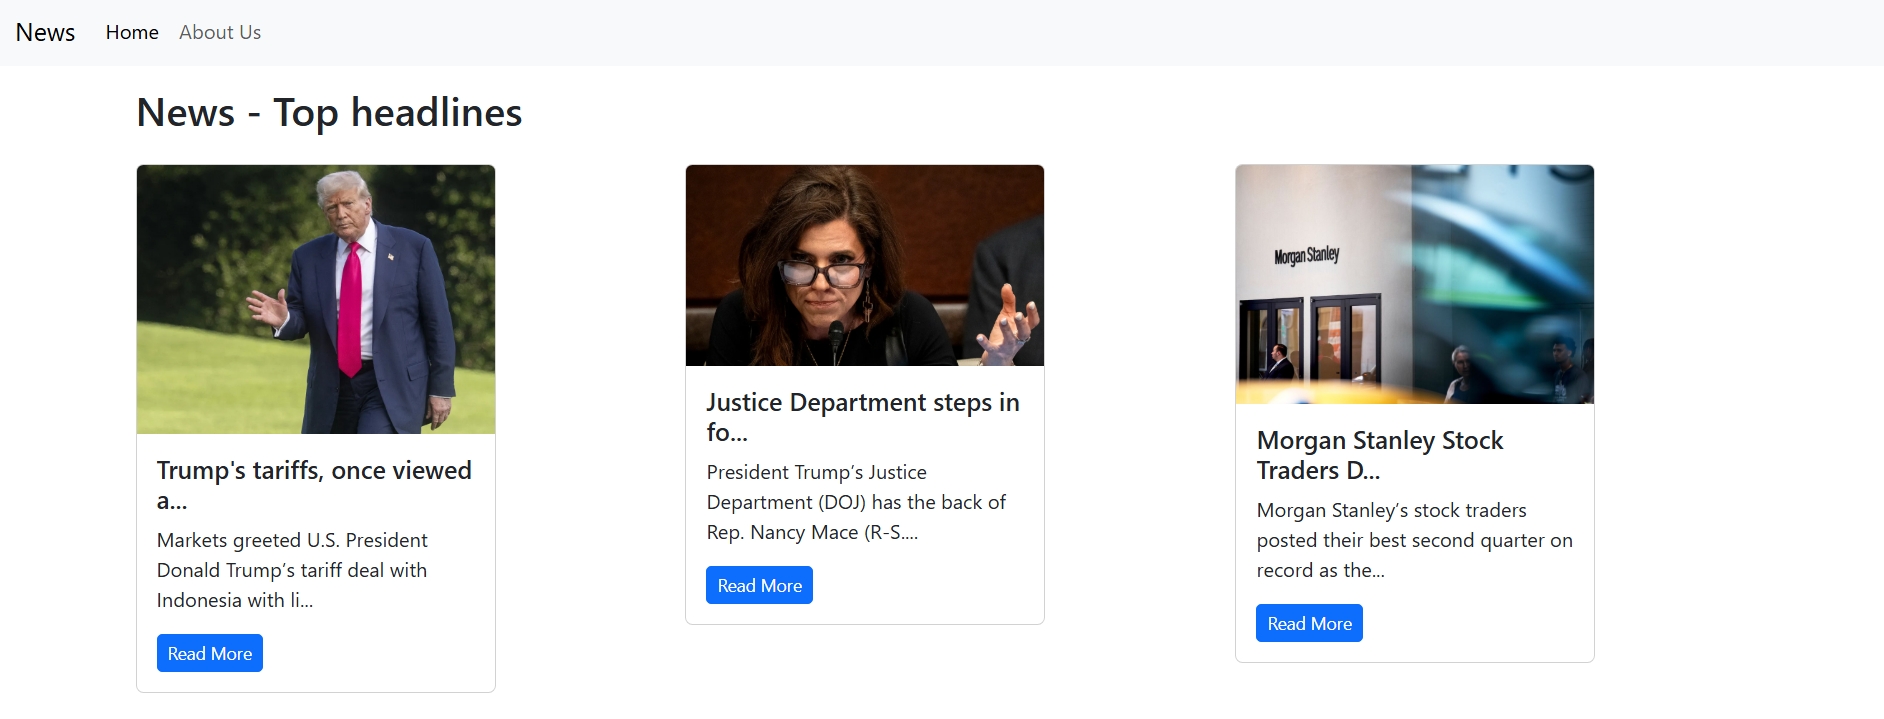 News Home About Us
News - Top headlines
Trump's tariffs, once viewed
a...
Markets greeted U.S. President
Donald Trump’s tariff deal with
Indonesia with li...
Read More
Justice Department steps in
fo...
President Trump’s Justice
Department (DOJ) has the back of
Rep. Nancy Mace (R-S....
Read More
Morgan Stanley
Morgan Stanley Stock
Traders D...
Morgan Stanley’s stock traders
posted their best second quarter on
record as the...
Read More